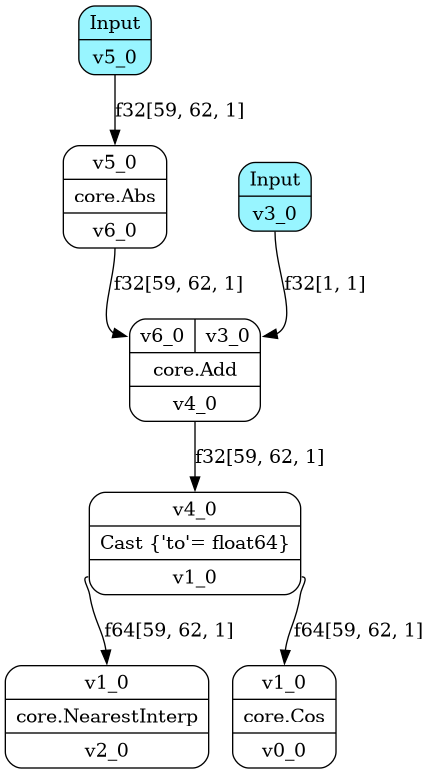 Input
v5_0
f32[59, 62, 1]
v5_0
core.Abs
v6_0
Input
v3_0
f32[59, 62, 1]
f32[1, 1]
v6_0 v3_0
core.Add
v4_0
f32[59, 62, 1]
v4_0
Cast {'to'= float64}
v1_0
f64[59, 62, 1]
f64[59, 62, 1]
v1_0
core.NearestInterp
v2_0
v1_0
core.Cos
v0_0